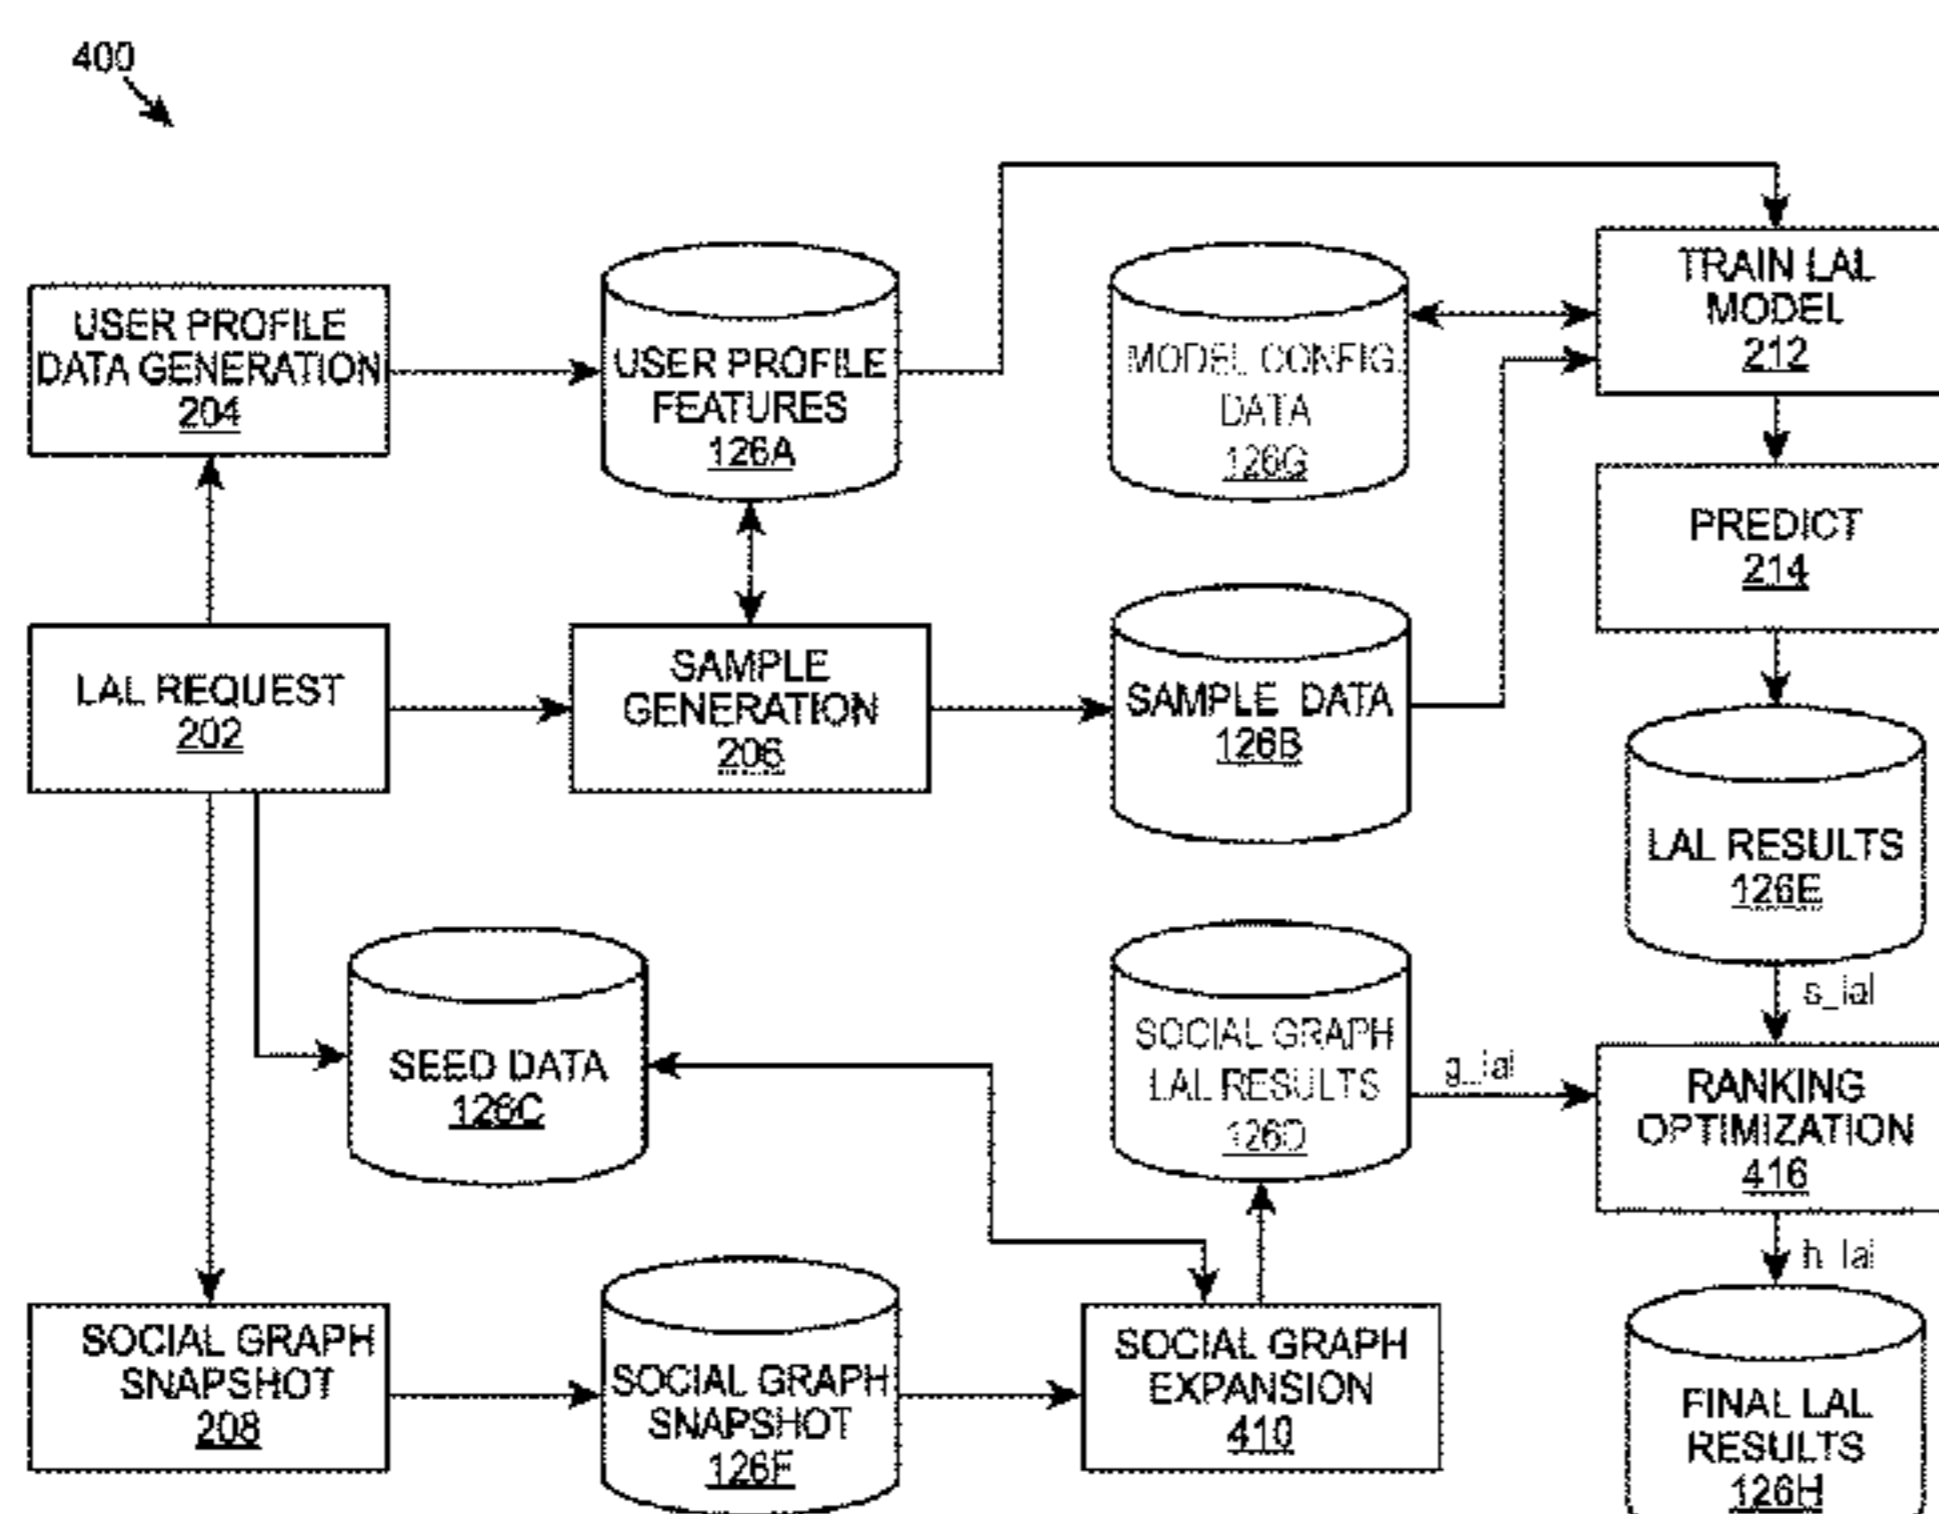 400
USER PROFILE
DATA GENERATION
204
USER PROFILE
FEATURES
126A
MODEL CONFIG.
DATA
126G
TRAIN LAL
MODEL
212
PREDICT
214
LAL REQUEST
202
SAMPLE
GENERATION
206
SAMPLE DATA
126B
LAL RESULTS
126E
s_lal
SEED DATA
126C
SOCIAL GRAPH
LAL RESULTS
126D
g_lal
RANKING
OPTIMIZATION
416
h_lal
SOCIAL GRAPH
SNAPSHOT
208
SOCIAL GRAPH
SNAPSHOT
126F
SOCIAL GRAPH
EXPANSION
410
FINAL LAL
RESULTS
126H